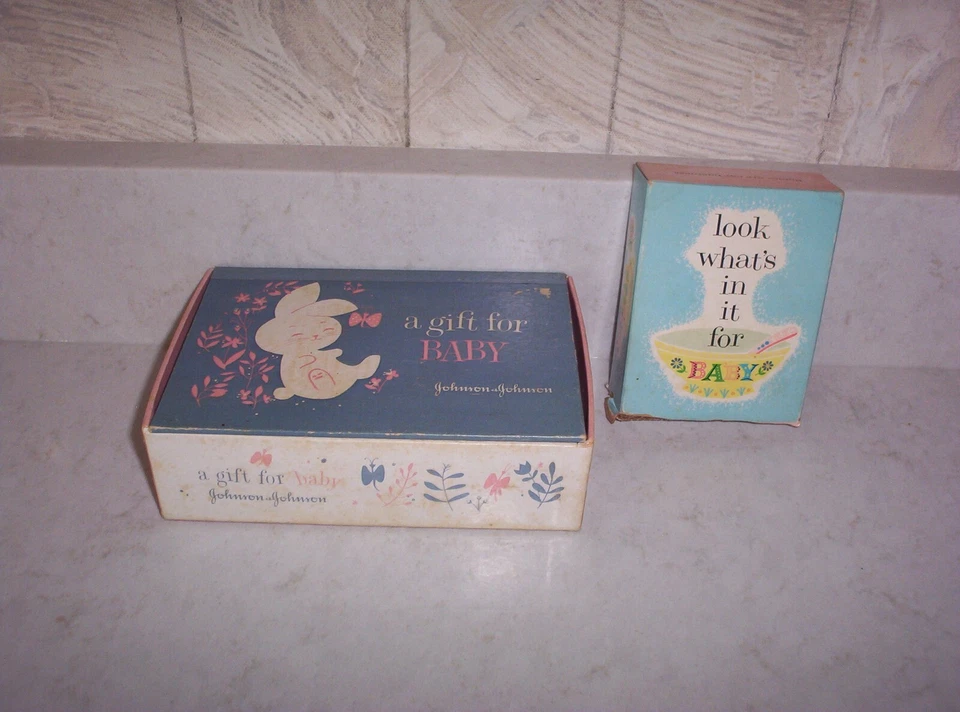 a gift for
BABY
Johnson & Johnson
a gift for baby
Johnson & Johnson
look
what's
in
it
for
BABY